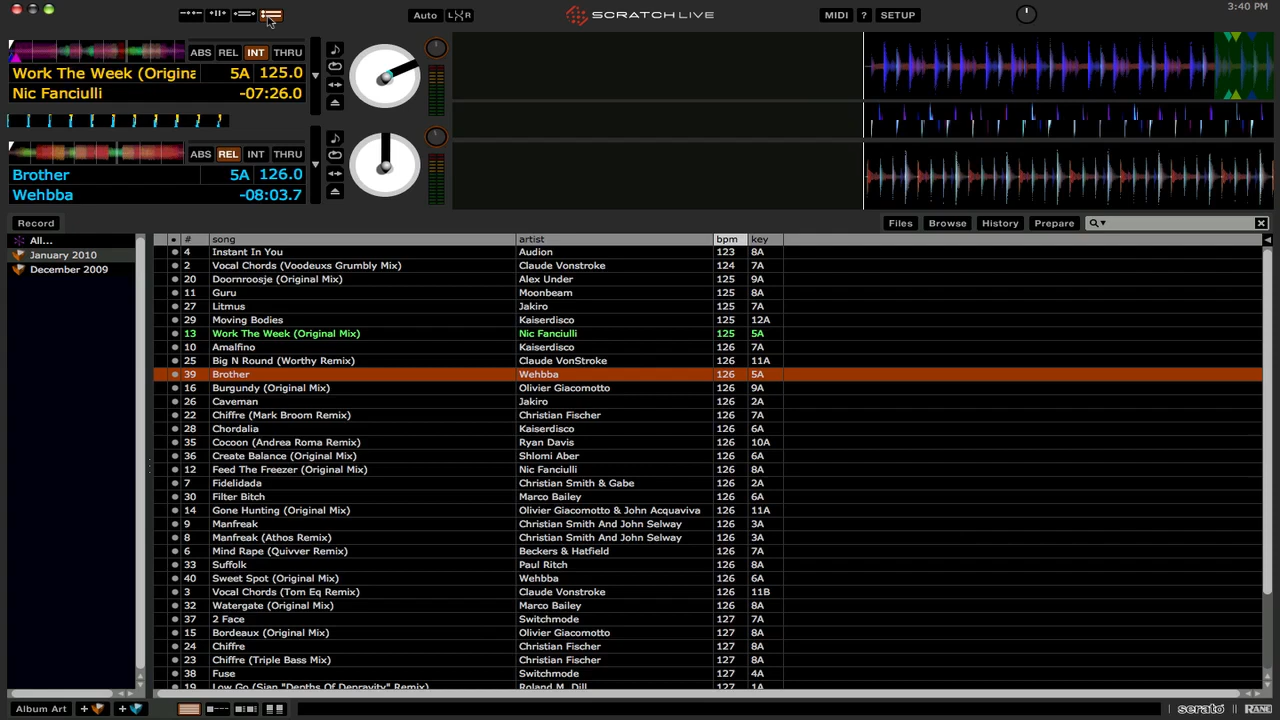 3:40 PM
Auto L R
SCRATCH LIVE
MIDI ? SETUP
ABS REL INT THRU
Work The Week (Origina 5A 125.0
Nic Fanciulli -07:26.0
ABS REL INT THRU
Brother 5A 126.0
Wehbba -08:03.7
Record Files Browse History Prepare
All...
January 2010
December 2009
# song artist bpm key
4 Instant In You Audion 123 8A
2 Vocal Chords (Voodeuxs Grumbly Mix) Claude Vonstroke 124 7A
20 Doornroosje (Original Mix) Alex Under 125 9A
11 Guru Moonbeam 125 8A
27 Litmus Jakiro 125 7A
29 Moving Bodies Kaiserdisco 125 12A
13 Work The Week (Original Mix) Nic Fanciulli 125 5A
10 Amalfino Kaiserdisco 126 7A
25 Big N Round (Worthy Remix) Claude VonStroke 126 11A
39 Brother Wehbba 126 5A
16 Burgundy (Original Mix) Olivier Giacomotto 126 9A
26 Caveman Jakiro 126 2A
22 Chiffre (Mark Broom Remix) Christian Fischer 126 7A
28 Chordalia Kaiserdisco 126 6A
35 Cocoon (Andrea Roma Remix) Ryan Davis 126 10A
36 Create Balance (Original Mix) Shlomi Aber 126 6A
12 Feed The Freezer (Original Mix) Nic Fanciulli 126 8A
7 Fidelidada Christian Smith & Gabe 126 2A
30 Filter Bitch Marco Bailey 126 6A
14 Gone Hunting (Original Mix) Olivier Giacomotto & John Acquaviva 126 11A
9 Manfreak Christian Smith And John Selway 126 3A
8 Manfreak (Athos Remix) Christian Smith And John Selway 126 3A
6 Mind Rape (Quivver Remix) Beckers & Hatfield 126 7A
33 Suffolk Paul Ritch 126 8A
40 Sweet Spot (Original Mix) Wehbba 126 6A
3 Vocal Chords (Tom Eq Remix) Claude Vonstroke 126 11B
32 Watergate (Original Mix) Marco Bailey 126 8A
37 2 Face Switchmode 127 7A
15 Bordeaux (Original Mix) Olivier Giacomotto 127 8A
24 Chiffre Christian Fischer 127 8A
23 Chiffre (Triple Bass Mix) Christian Fischer 127 8A
38 Fuse Switchmode 127 4A
19 Low Go (Sian "Depths Of Depravity" Remix) Roland M. Dill 127 1A
Album Art serato RANE